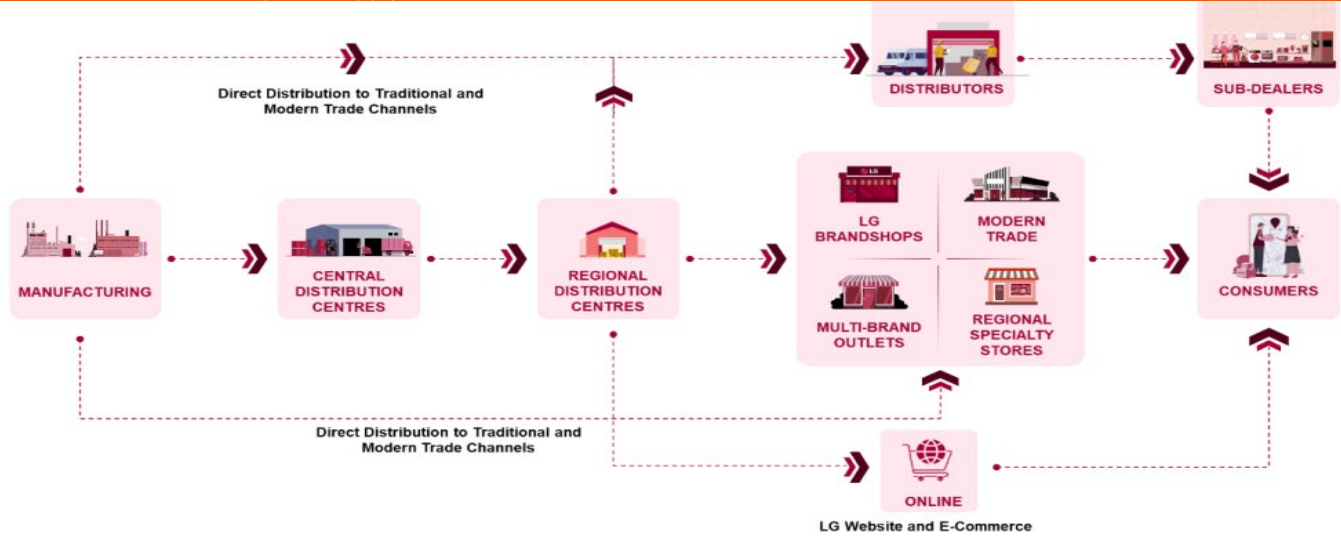 DISTRIBUTORS
SUB-DEALERS
Direct Distribution to Traditional and
Modern Trade Channels
LG
LG
BRANDSHOPS
MODERN
TRADE
MANUFACTURING
CENTRAL
DISTRIBUTION
CENTRES
REGIONAL
DISTRIBUTION
CENTRES
MULTI-BRAND
OUTLETS
REGIONAL
SPECIALTY
STORES
CONSUMERS
Direct Distribution to Traditional and
Modern Trade Channels
ONLINE
LG Website and E-Commerce